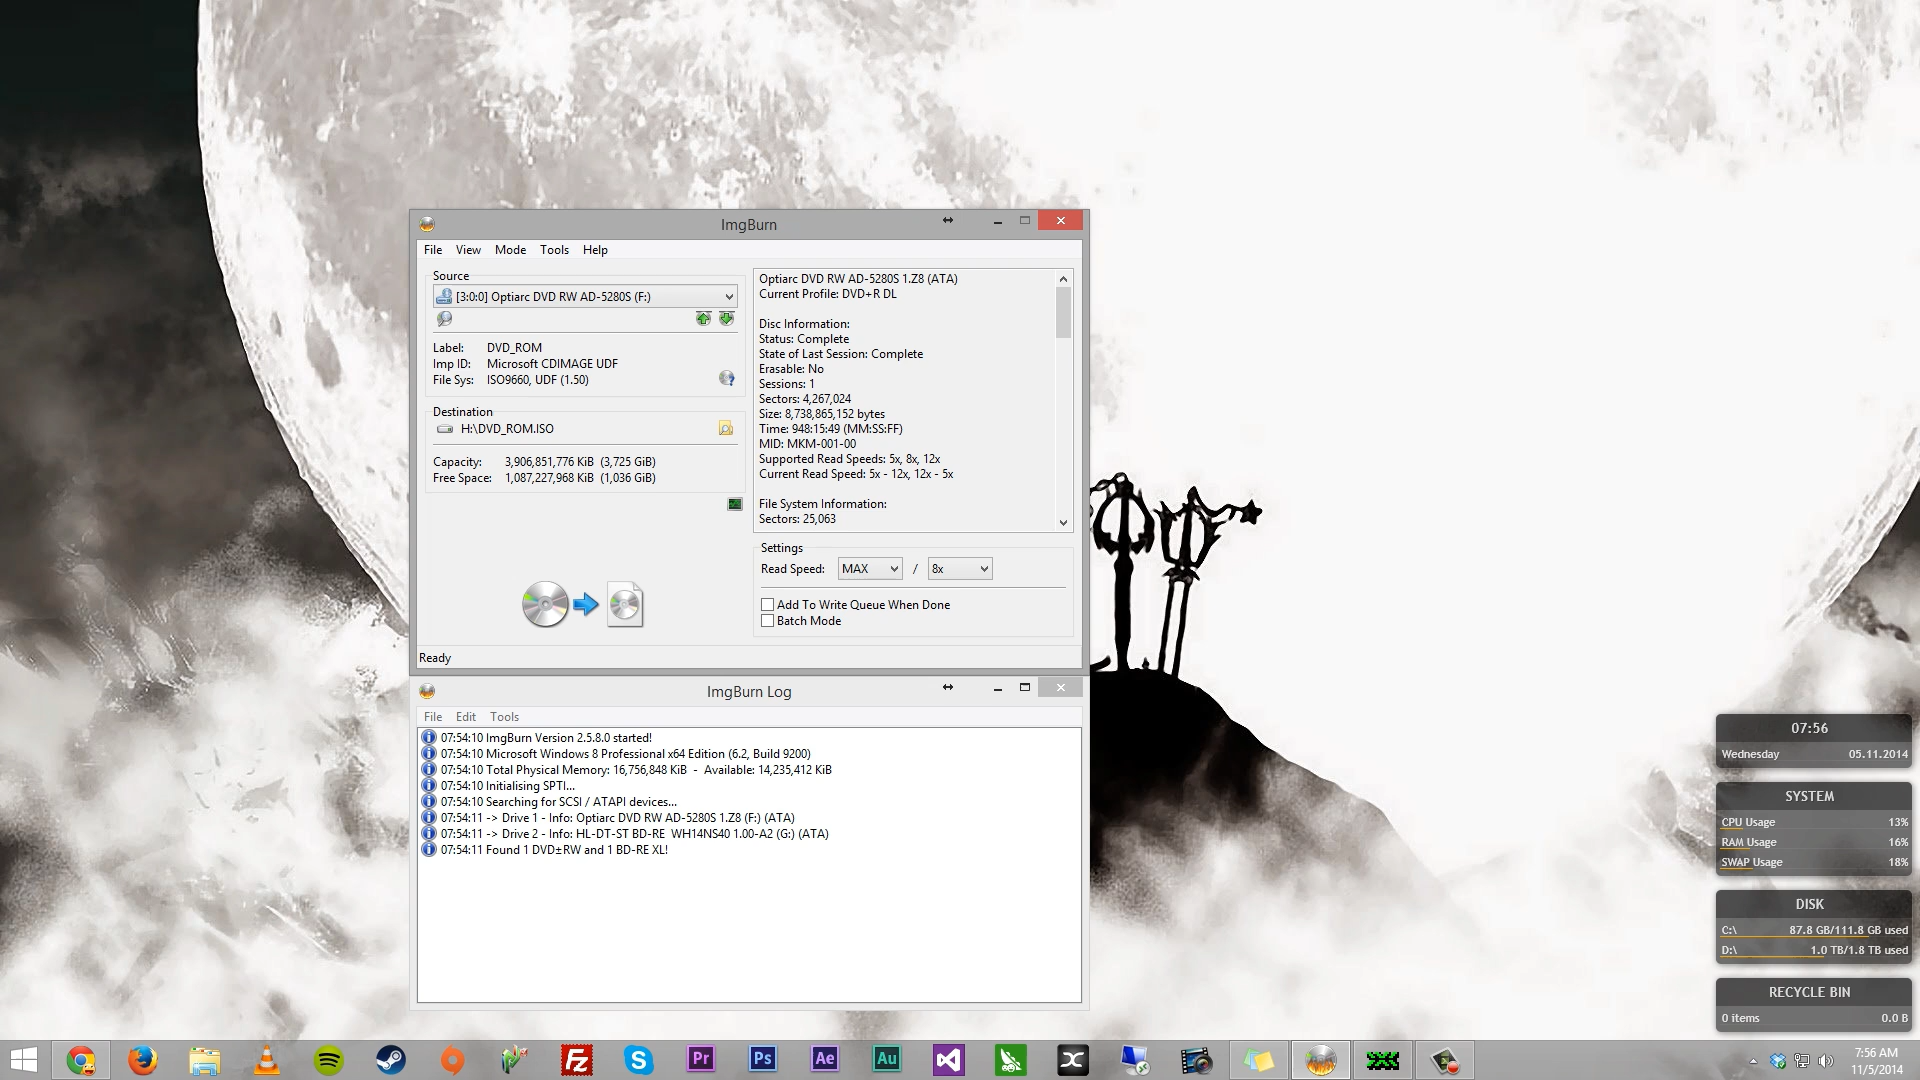 ImgBurn
File View Mode Tools Help
Source
[3:0:0] Optiarc DVD RW AD-5280S (F:)
Label: DVD_ROM
Imp ID: Microsoft CDIMAGE UDF
File Sys: ISO9660, UDF (1.50)
Destination
H:\DVD_ROM.ISO
Capacity: 3,906,851,776 KiB (3,725 GiB)
Free Space: 1,087,227,968 KiB (1,036 GiB)
Optiarc DVD RW AD-5280S 1.Z8 (ATA)
Current Profile: DVD+R DL
Disc Information:
Status: Complete
State of Last Session: Complete
Erasable: No
Sessions: 1
Sectors: 4,267,024
Size: 8,738,865,152 bytes
Time: 948:15:49 (MM:SS:FF)
MID: MKM-001-00
Supported Read Speeds: 5x, 8x, 12x
Current Read Speed: 5x - 12x, 12x - 5x
File System Information:
Sectors: 25,063
Settings
Read Speed: MAX / 8x
Add To Write Queue When Done
Batch Mode
Ready
ImgBurn Log
File Edit Tools
07:54:10 ImgBurn Version 2.5.8.0 started!
07:54:10 Microsoft Windows 8 Professional x64 Edition (6.2, Build 9200)
07:54:10 Total Physical Memory: 16,756,848 KiB - Available: 14,235,412 KiB
07:54:10 Initialising SPTI...
07:54:10 Searching for SCSI / ATAPI devices...
07:54:11 -> Drive 1 - Info: Optiarc DVD RW AD-5280S 1.Z8 (F:) (ATA)
07:54:11 -> Drive 2 - Info: HL-DT-ST BD-RE WH14NS40 1.00-A2 (G:) (ATA)
07:54:11 Found 1 DVD±RW and 1 BD-RE XL!
07:56
Wednesday 05.11.2014
SYSTEM
CPU Usage 13%
RAM Usage 16%
SWAP Usage 18%
DISK
C:\ 87.8 GB/111.8 GB used
D:\ 1.0 TB/1.8 TB used
RECYCLE BIN
0 items 0.0 B
Fz
S
Pr
Ps
Ae
Au
7:56 AM
11/5/2014